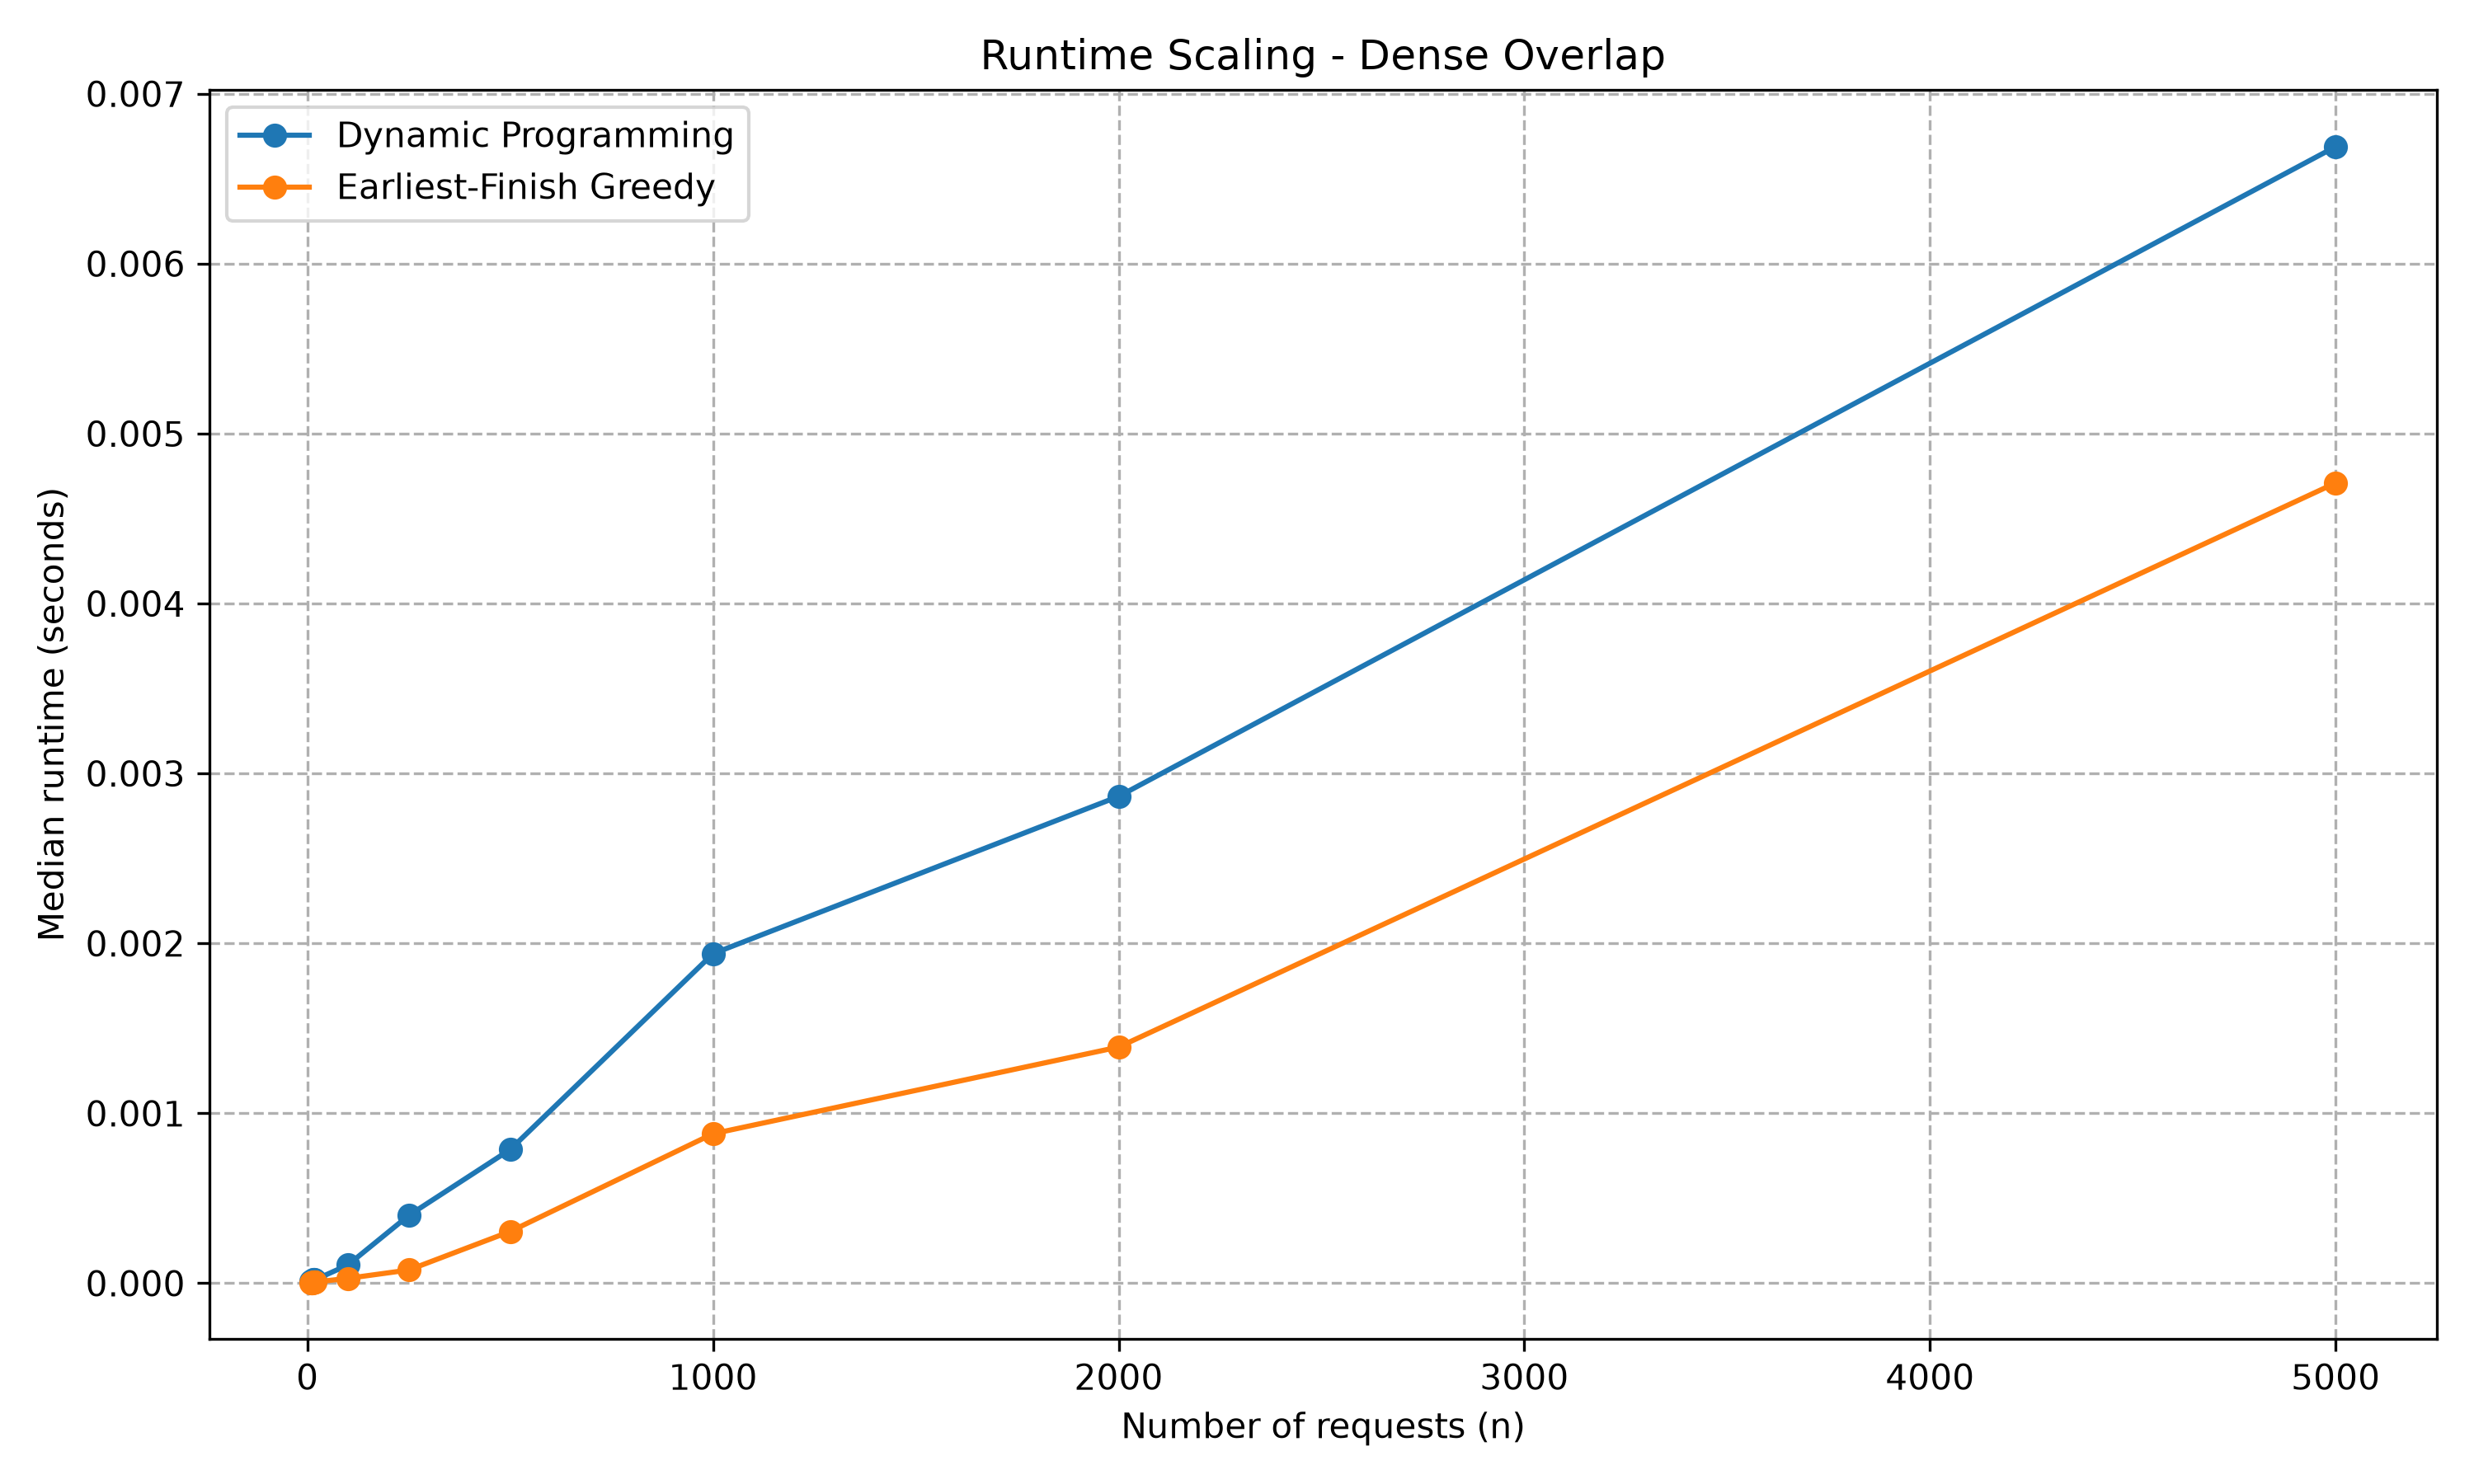 Runtime Scaling - Dense Overlap
Dynamic Programming
Earliest-Finish Greedy
Median runtime (seconds)
0.007
0.006
0.005
0.004
0.003
0.002
0.001
0.000
0 1000 2000 3000 4000 5000
Number of requests (n)